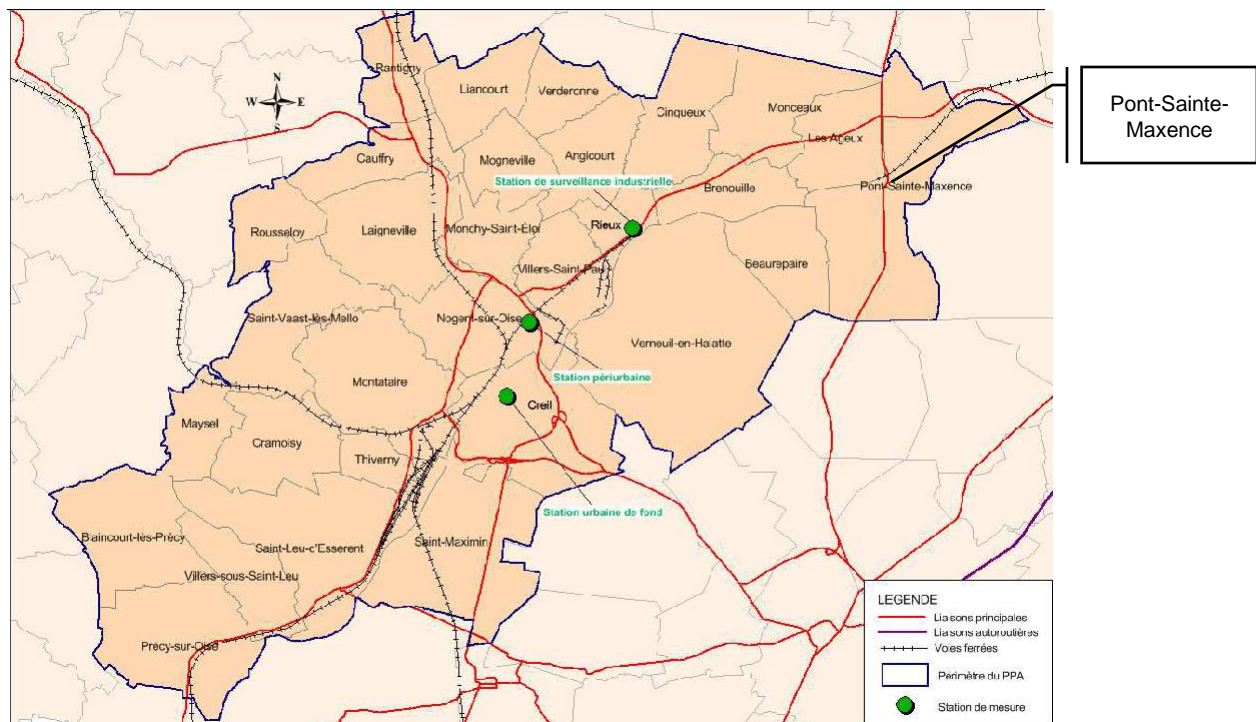 N
W E
S
Rantigny
Liancourt
Verderonne
Cinqueux
Monceaux
Les Ageux
Pont-Sainte-
Maxence
Cauffry
Mogneville
Angicourt
Station de surveillance industrielle
Brenouille
Pont-Sainte-Maxence
Rousseloy
Laigneville
Monchy-Saint-Eloi
Rieux
Villers-Saint-Paul
Beaurepaire
Saint-Vaast-lès-Mello
Nogent-sur-Oise
Verneuil-en-Halatte
Montataire
Station périurbaine
Creil
Maysel
Cramoisy
Thiverny
Station urbaine de fond
Blaincourt-lès-Précy
Saint-Leu-d'Esserent
Saint-Maximin
Villers-sous-Saint-Leu
Précy-sur-Oise
LEGENDE
Liaisons principales
Liaisons autoroutières
Voies ferrées
Périmètre du PPA
Station de mesure